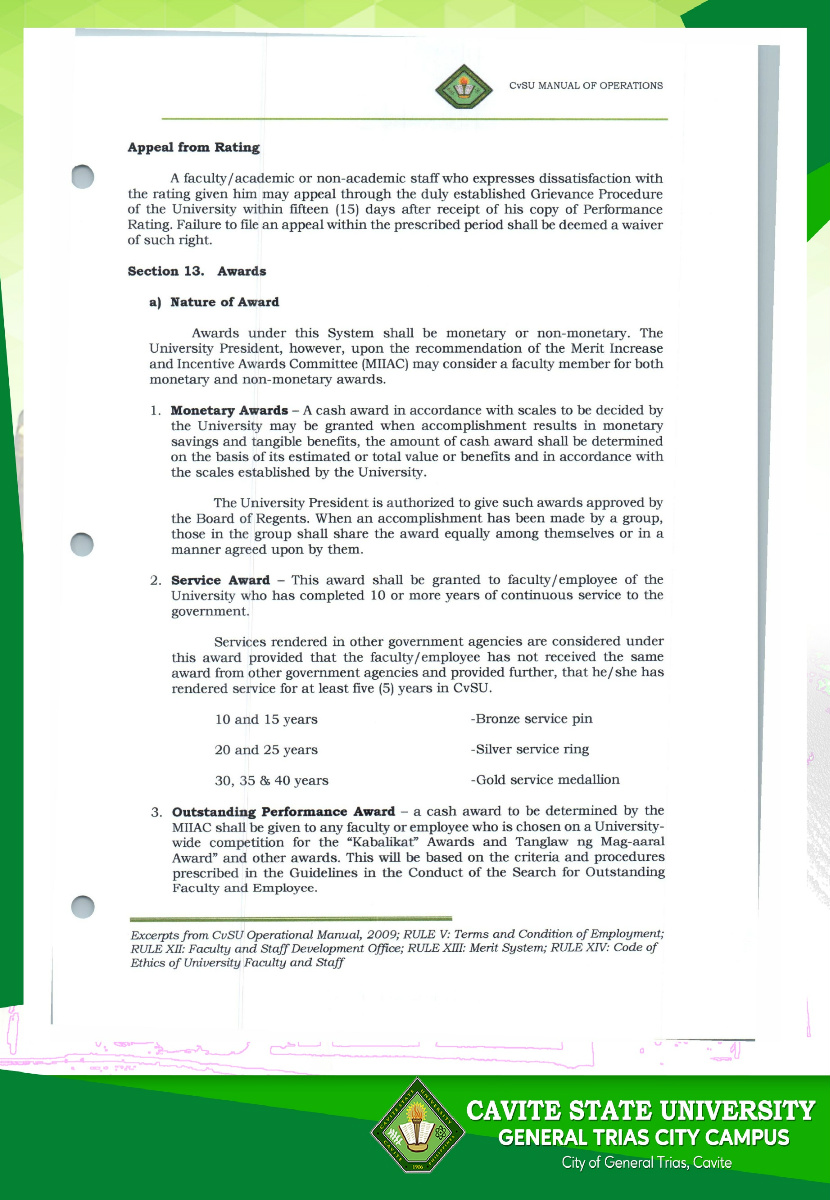 CvSU MANUAL OF OPERATIONS
Appeal from Rating
A faculty/academic or non-academic staff who expresses dissatisfaction with
the rating given him may appeal through the duly established Grievance Procedure
of the University within fifteen (15) days after receipt of his copy of Performance
Rating. Failure to file an appeal within the prescribed period shall be deemed a waiver
of such right.
Section 13. Awards
a) Nature of Award
Awards under this System shall be monetary or non-monetary. The
University President, however, upon the recommendation of the Merit Increase
and Incentive Awards Committee (MIIAC) may consider a faculty member for both
monetary and non-monetary awards.
1. Monetary Awards – A cash award in accordance with scales to be decided by
the University may be granted when accomplishment results in monetary
savings and tangible benefits, the amount of cash award shall be determined
on the basis of its estimated or total value or benefits and in accordance with
the scales established by the University.
The University President is authorized to give such awards approved by
the Board of Regents. When an accomplishment has been made by a group,
those in the group shall share the award equally among themselves or in a
manner agreed upon by them.
2. Service Award – This award shall be granted to faculty/employee of the
University who has completed 10 or more years of continuous service to the
government.
Services rendered in other government agencies are considered under
this award provided that the faculty/employee has not received the same
award from other government agencies and provided further, that he/she has
rendered service for at least five (5) years in CvSU.
10 and 15 years -Bronze service pin
20 and 25 years -Silver service ring
30, 35 & 40 years -Gold service medallion
3. Outstanding Performance Award – a cash award to be determined by the
MIIAC shall be given to any faculty or employee who is chosen on a University-
wide competition for the “Kabalikat” Awards and Tanglaw ng Mag-aaral
Award” and other awards. This will be based on the criteria and procedures
prescribed in the Guidelines in the Conduct of the Search for Outstanding
Faculty and Employee.
Excerpts from CvSU Operational Manual, 2009; RULE V: Terms and Condition of Employment;
RULE XII: Faculty and Staff Development Office; RULE XIII: Merit System; RULE XIV: Code of
Ethics of University Faculty and Staff
CAVITE STATE UNIVERSITY
GENERAL TRIAS CITY CAMPUS
City of General Trias, Cavite
1906